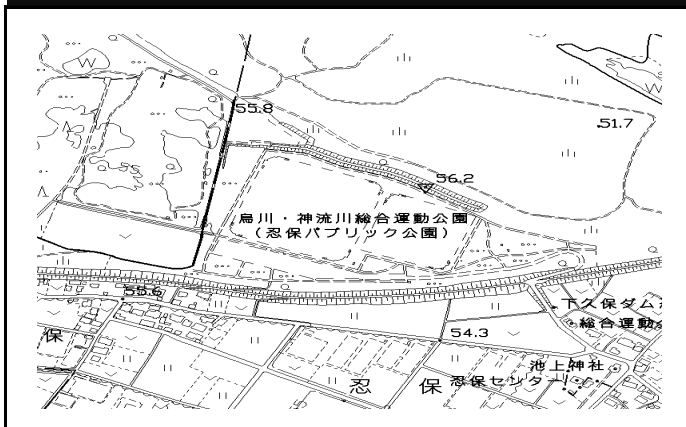 W
W
55.8
51.7
56.2
烏川・神流川総合運動公園
(忍保パブリック公園)
55.6
下久保ダム
保
54.3
総合運動
池上神社
忍保
忍保センター